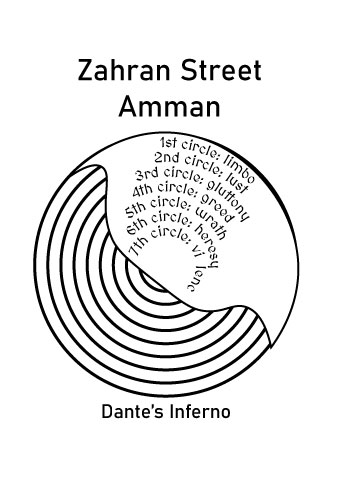 Zahran Street
Amman
1st circle: limbo
2nd circle: lust
3rd circle: gluttony
4th circle: greed
5th circle: wrath
6th circle: heresy
7th circle: vi lenc
Dante's Inferno